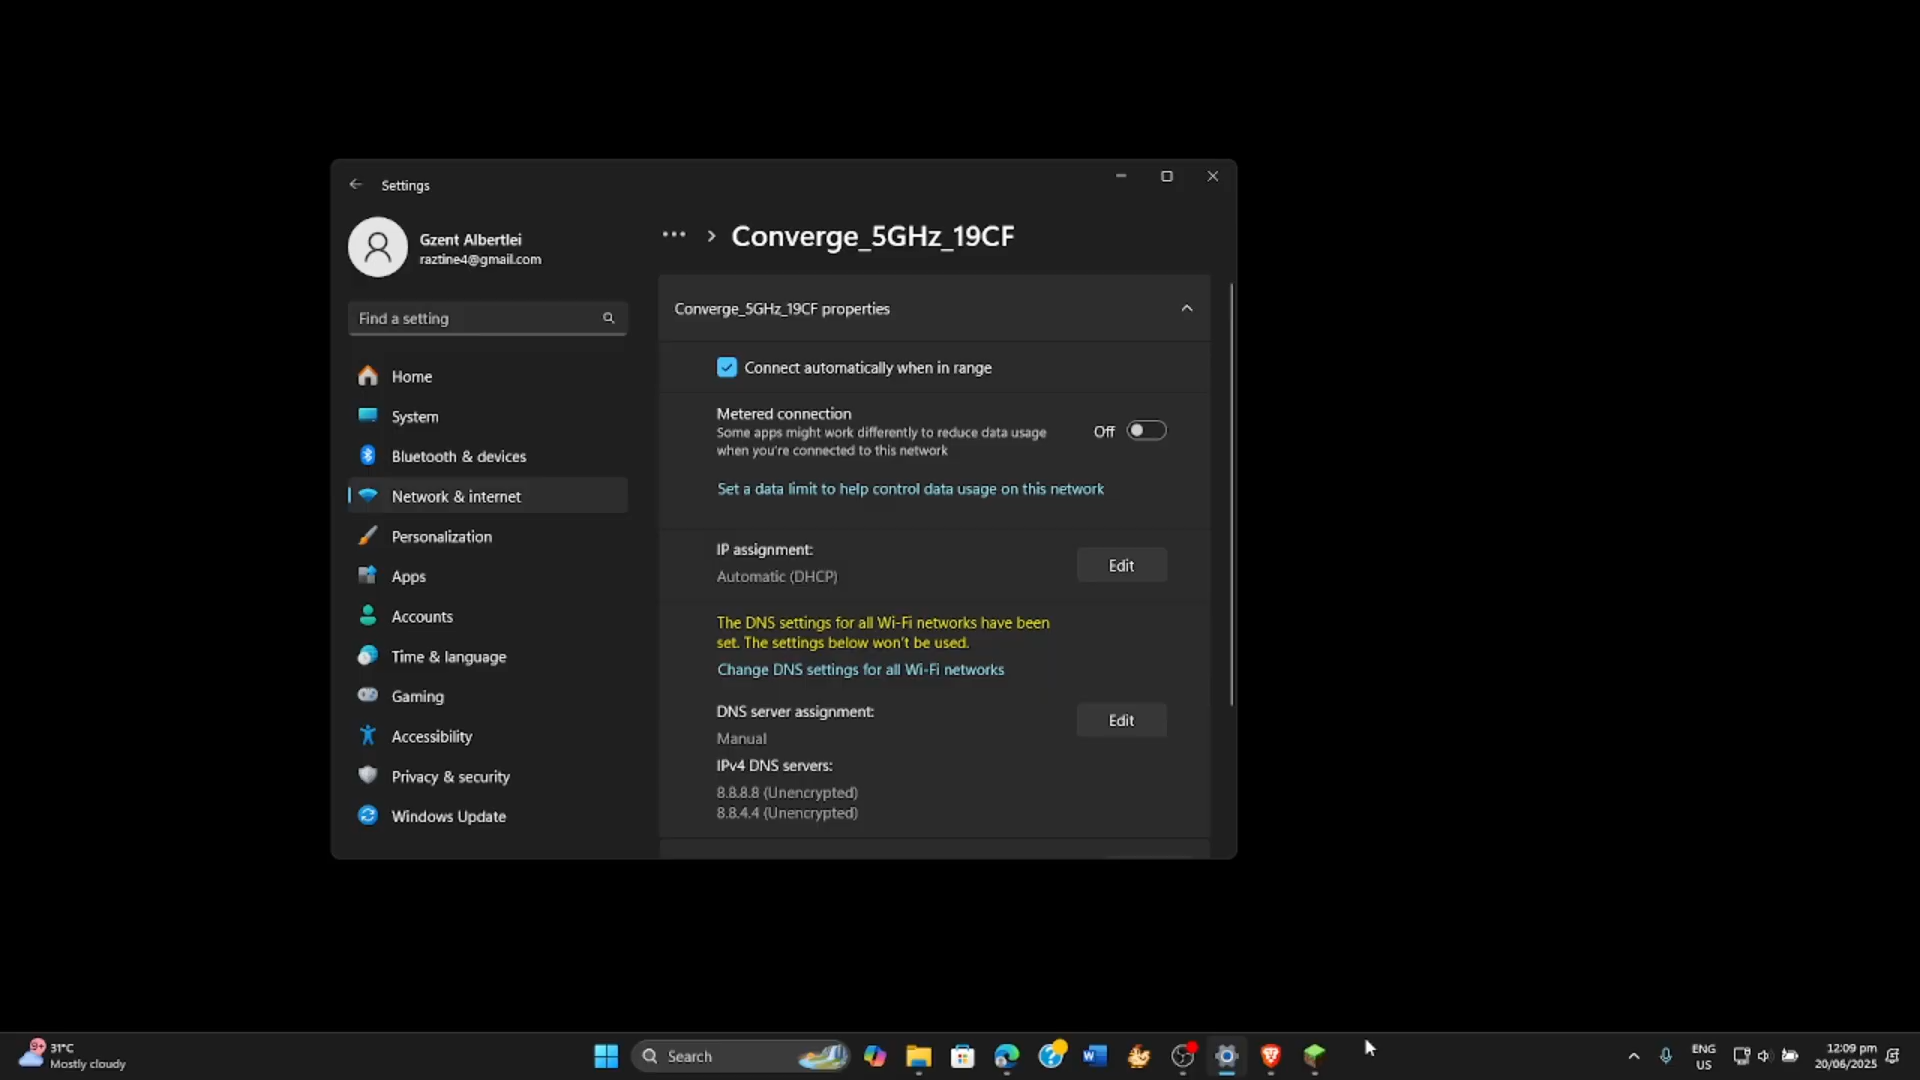 Settings
Gzent Albertlei
raztine4@gmail.com
Find a setting
Home
System
Bluetooth & devices
Network & internet
Personalization
Apps
Accounts
Time & language
Gaming
Accessibility
Privacy & security
Windows Update
··· > Converge_5GHz_19CF
Converge_5GHz_19CF properties
Connect automatically when in range
Metered connection
Some apps might work differently to reduce data usage
when you're connected to this network
Off
Set a data limit to help control data usage on this network
IP assignment:
Automatic (DHCP)
Edit
The DNS settings for all Wi-Fi networks have been
set. The settings below won't be used.
Change DNS settings for all Wi-Fi networks
DNS server assignment:
Manual
Edit
IPv4 DNS servers:
8.8.8.8 (Unencrypted)
8.8.4.4 (Unencrypted)
9+
31°C
Mostly cloudy
Search
ENG
US
12:09 pm
20/06/2025